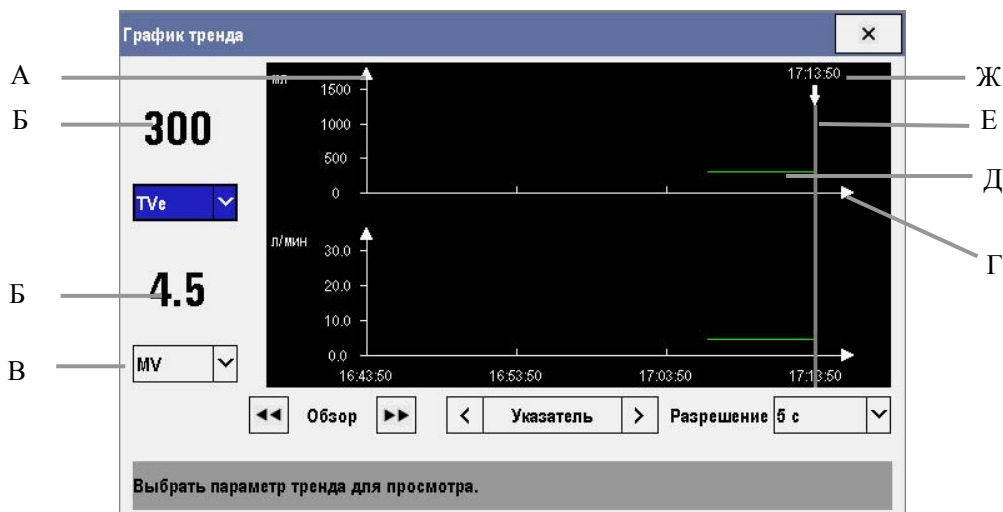 График тренда
×
А
мл
17:13:50
Ж
1500
Б
300
1000
Е
500
Д
0
TVe
Г
л/мин
30.0
Б
4.5
20.0
10.0
В
MV
0.0
16:43:50 16:53:50 17:03:50 17:13:50
◄◄ Обзор ►► < Указатель > Разрешение 5 с
Выбрать параметр тренда для просмотра.